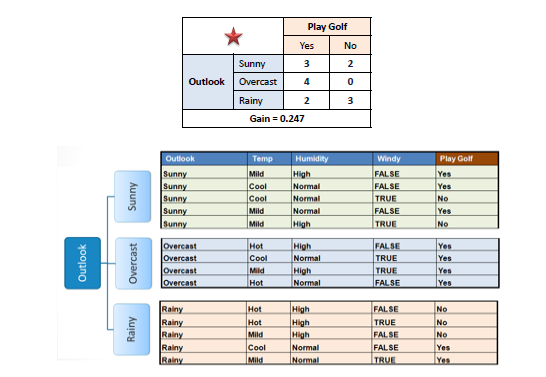 Play Golf
Yes No
Sunny 3 2
Outlook Overcast 4 0
Rainy 2 3
Gain = 0.247
Outlook Temp Humidity Windy Play Golf
Sunny Mild High FALSE Yes
Sunny Cool Normal FALSE Yes
Sunny Cool Normal TRUE No
Sunny Mild Normal FALSE Yes
Sunny Mild High TRUE No
Sunny
Overcast Hot High FALSE Yes
Overcast Cool Normal TRUE Yes
Overcast Mild High TRUE Yes
Overcast Hot Normal FALSE Yes
Outlook
Overcast
Rainy Hot High FALSE No
Rainy Hot High TRUE No
Rainy Mild High FALSE No
Rainy Cool Normal FALSE Yes
Rainy Mild Normal TRUE Yes
Rainy